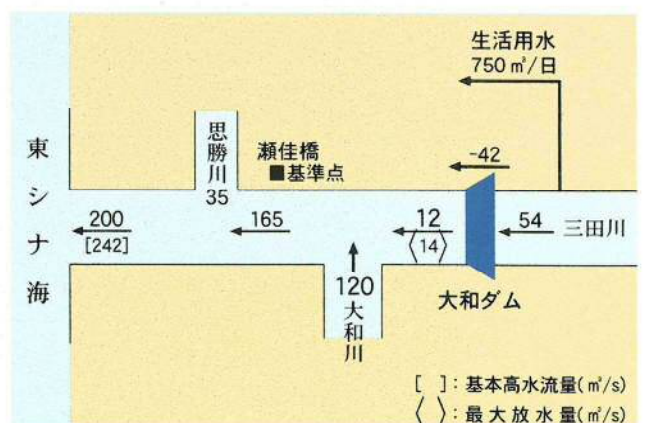 生活用水
750㎥/日
東シナ海
思勝川
35
瀬佳橋
■基準点
-42
200
[242]
165
12
〈14〉
54
三田川
120
大和川
大和ダム
[ ]:基本高水流量(㎥/s)
〈 〉:最大放水量(㎥/s)